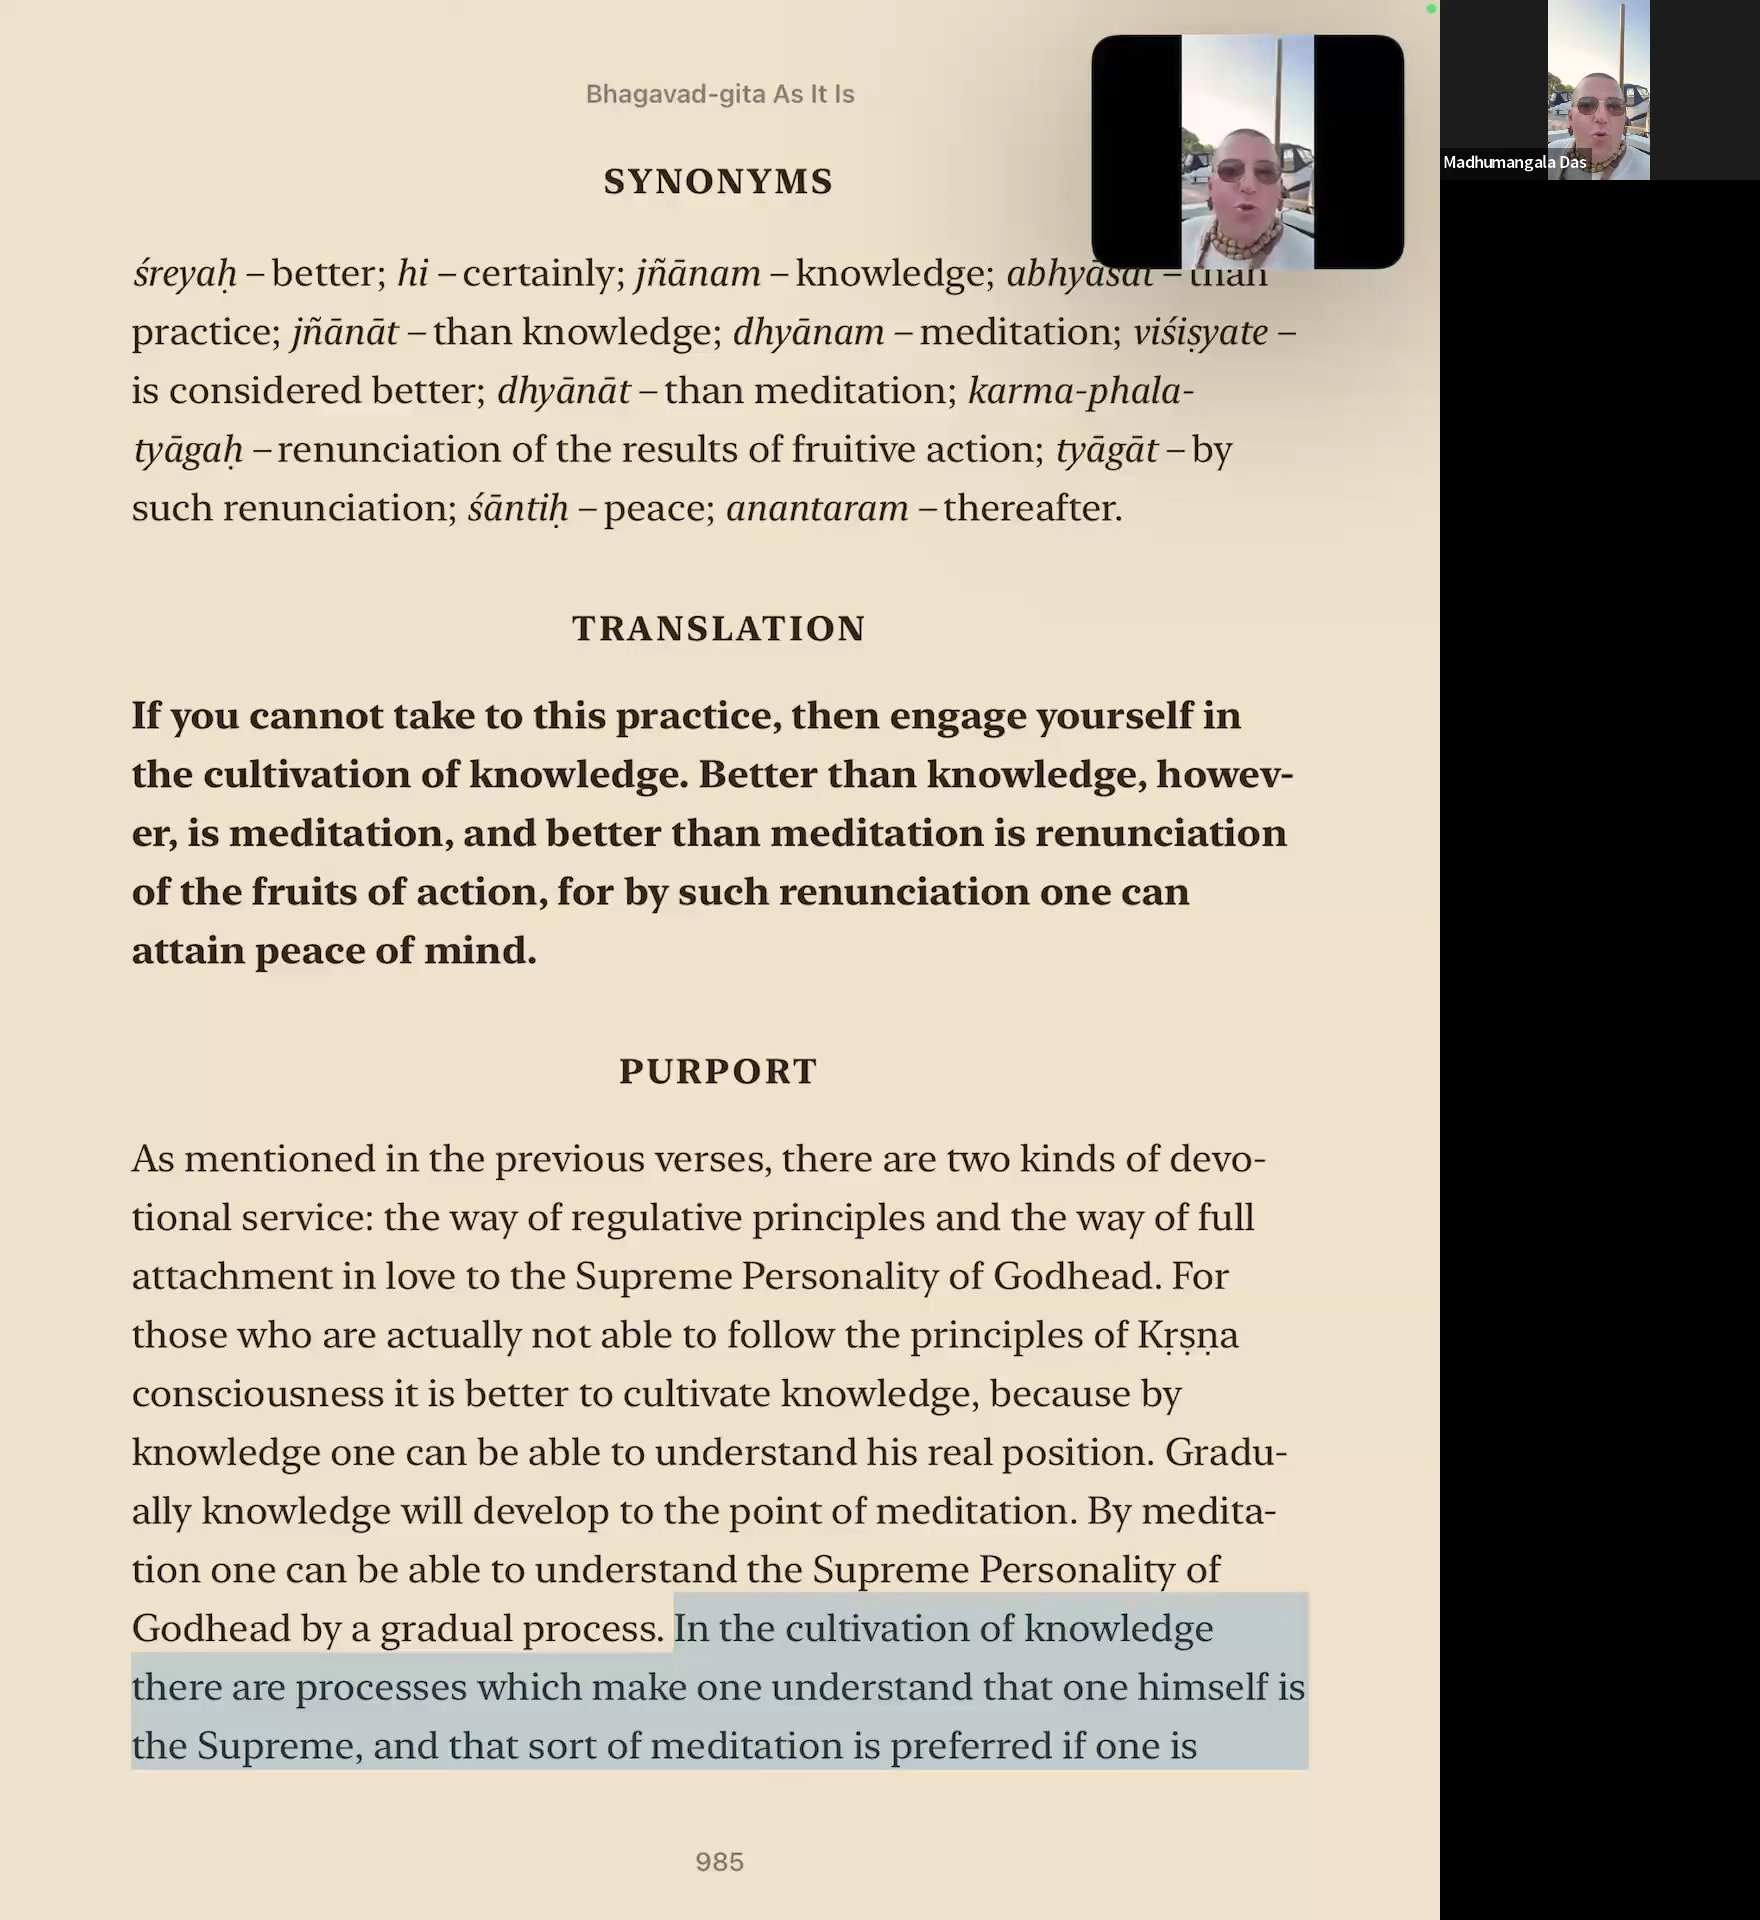 Bhagavad-gita As It Is
Madhumangala Das
SYNONYMS
śreyaḥ – better; hi – certainly; jñānam – knowledge; abhyāsāt – than
practice; jñānāt – than knowledge; dhyānam – meditation; viśiṣyate –
is considered better; dhyānāt – than meditation; karma-phala-
tyāgaḥ – renunciation of the results of fruitive action; tyāgāt – by
such renunciation; śāntiḥ – peace; anantaram – thereafter.
TRANSLATION
If you cannot take to this practice, then engage yourself in
the cultivation of knowledge. Better than knowledge, howev-
er, is meditation, and better than meditation is renunciation
of the fruits of action, for by such renunciation one can
attain peace of mind.
PURPORT
As mentioned in the previous verses, there are two kinds of devo-
tional service: the way of regulative principles and the way of full
attachment in love to the Supreme Personality of Godhead. For
those who are actually not able to follow the principles of Kṛṣṇa
consciousness it is better to cultivate knowledge, because by
knowledge one can be able to understand his real position. Gradu-
ally knowledge will develop to the point of meditation. By medita-
tion one can be able to understand the Supreme Personality of
Godhead by a gradual process. In the cultivation of knowledge
there are processes which make one understand that one himself is
the Supreme, and that sort of meditation is preferred if one is
985